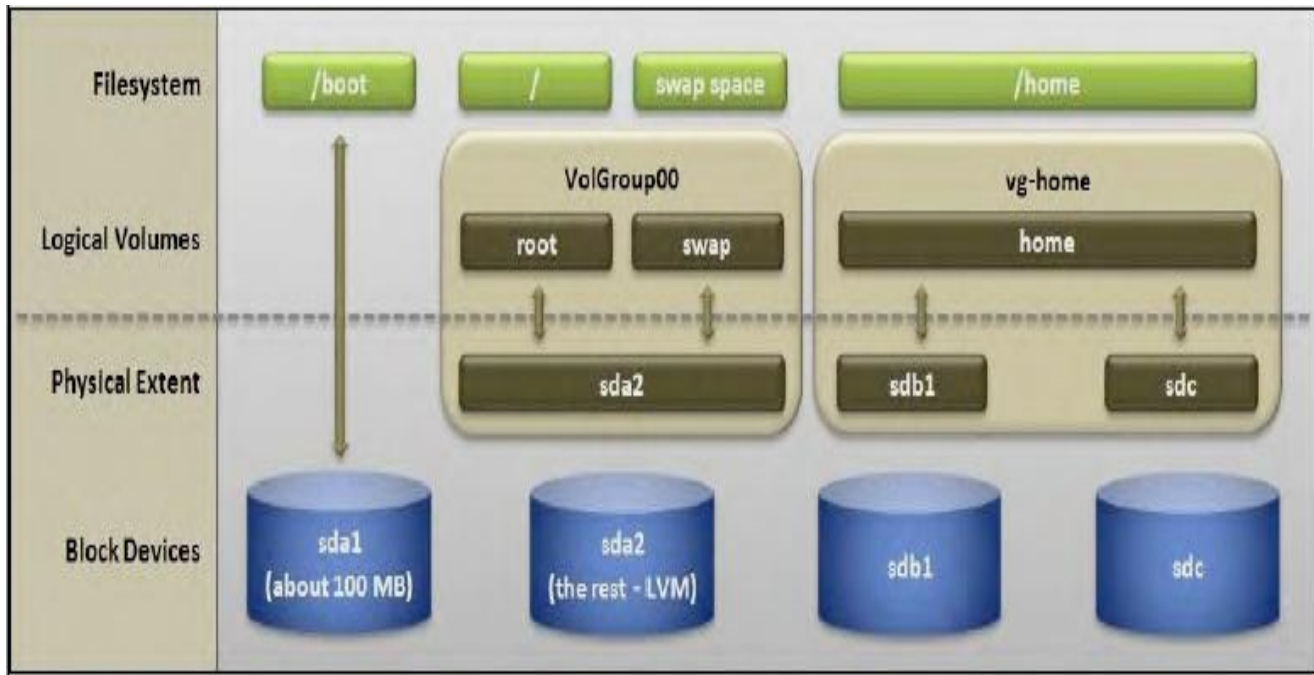 Filesystem
/boot
/
swap space
/home
VolGroup00
vg-home
Logical Volumes
root
swap
home
Physical Extent
sda2
sdb1
sdc
Block Devices
sda1
(about 100 MB)
sda2
(the rest - LVM)
sdb1
sdc